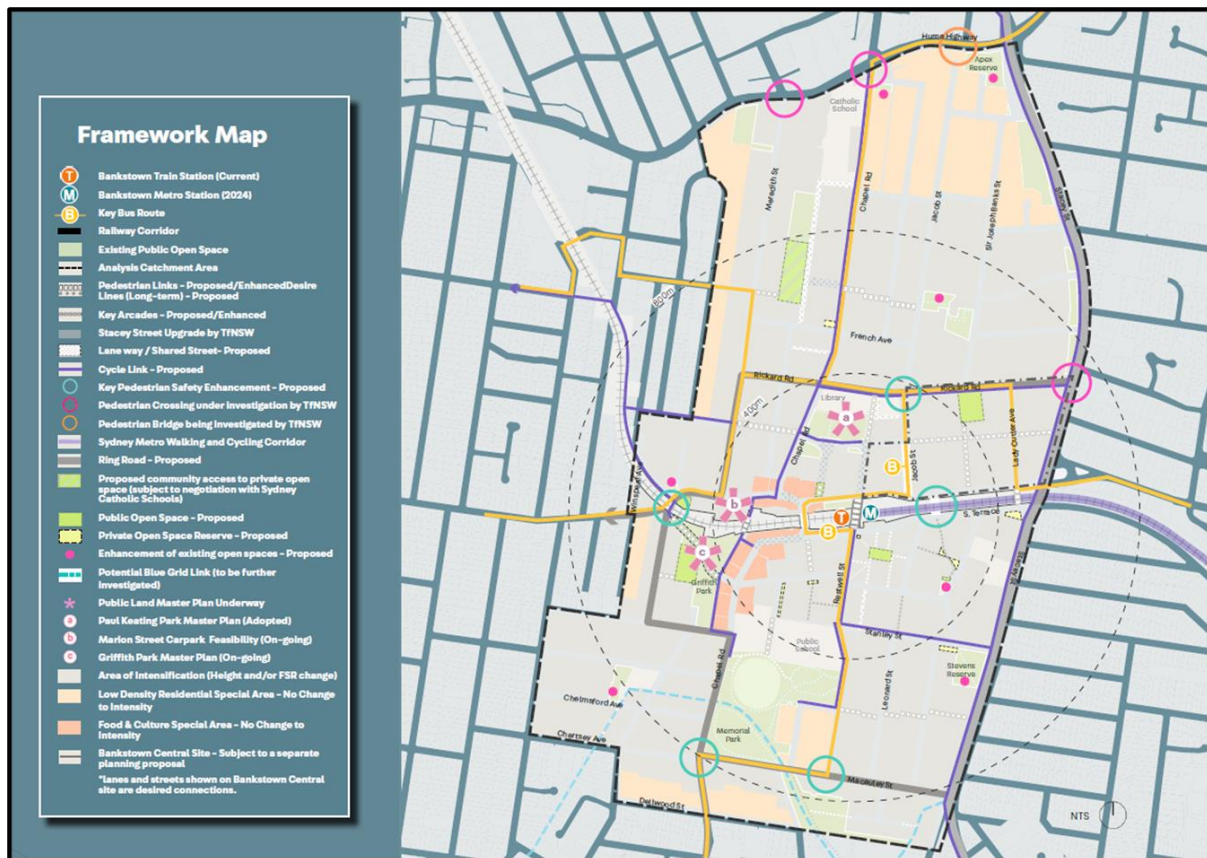 Framework Map
T Bankstown Train Station (Current)
M Bankstown Metro Station (2024)
B Key Bus Route
Railway Corridor
Existing Public Open Space
Analysis Catchment Area
Pedestrian Links - Proposed/EnhancedDesire
Lines (Long-term) - Proposed
Key Arcades - Proposed/Enhanced
Stacey Street Upgrade by TfNSW
Lane way / Shared Street- Proposed
Cycle Link - Proposed
Key Pedestrian Safety Enhancement - Proposed
Pedestrian Crossing under investigation by TfNSW
Pedestrian Bridge being investigated by TfNSW
Sydney Metro Walking and Cycling Corridor
Ring Road - Proposed
Proposed community access to private open
space (subject to negotiation with Sydney
Catholic Schools)
Public Open Space - Proposed
Private Open Space Reserve - Proposed
Enhancement of existing open spaces - Proposed
Potential Blue Grid Link (to be further
investigated)
Public Land Master Plan Underway
a Paul Keating Park Master Plan (Adopted)
b Marion Street Carpark Feasibility (On-going)
c Griffith Park Master Plan (On-going)
Area of Intensification (Height and/or FSR change)
Low Density Residential Special Area - No Change
to Intensity
Food & Culture Special Area - No Change to
Intensity
Bankstown Central Site - Subject to a separate
planning proposal
*lanes and streets shown on Bankstown Central
site are desired connections.
Hume Highway
Apex
Reserve
Catholic
School
Meredith St
Chapel Rd
Jacob St
Sir Joseph Banks St
Stacey St
800m
French Ave
Rickard Rd
Rickard Rd
400m
Library
a
Chapel Rd
Jacob St
Lady Cutler Ave
B
Winspear Ave
b
T
M
S. Terrace
B
c
Griffith
Park
Restwell St
Stacey St
Stanley St
Public
School
Chapel Rd
Leonard St
Stevens
Reserve
Chelmsford Ave
Chertsey Ave
Memorial
Park
Macauley St
Dellwood St
NTS